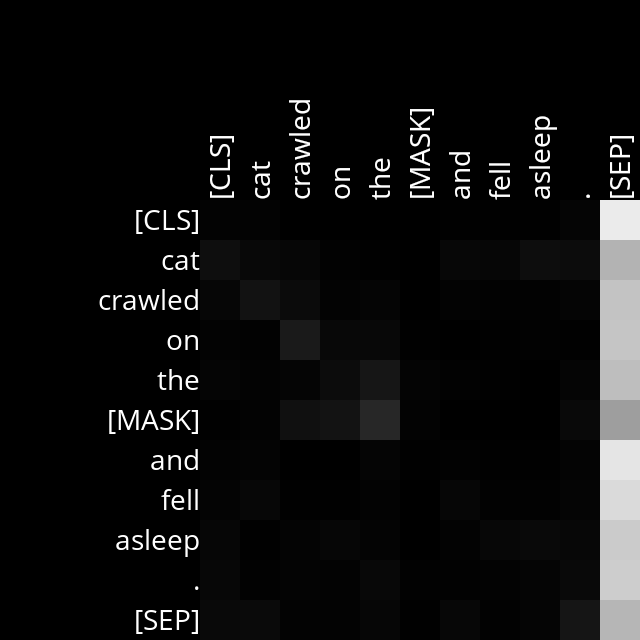 [CLS] cat crawled on the [MASK] and fell asleep . [SEP]
[CLS]
cat
crawled
on
the
[MASK]
and
fell
asleep
.
[SEP]